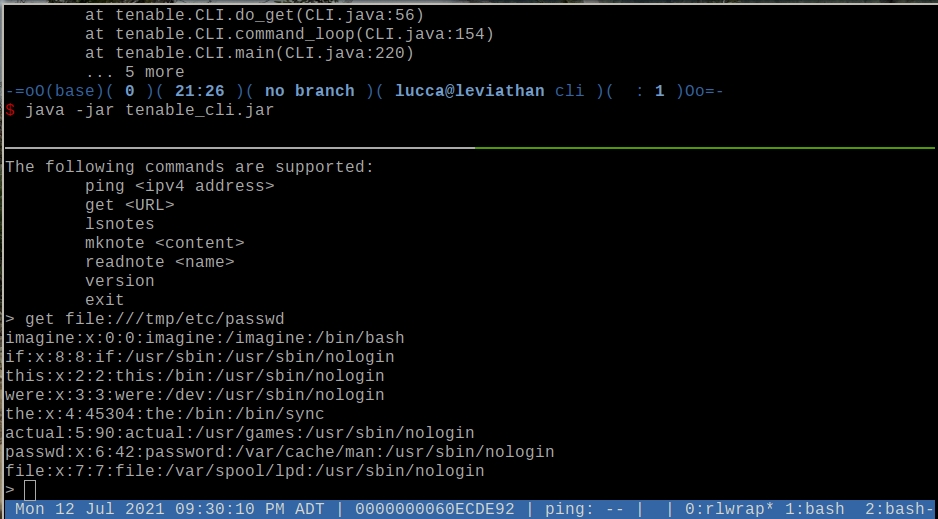 at tenable.CLI.do_get(CLI.java:56)
at tenable.CLI.command_loop(CLI.java:154)
at tenable.CLI.main(CLI.java:220)
... 5 more
-=oO(base)( 0 )( 21:26 )( no branch )( lucca@leviathan cli )(  : 1 )Oo=-
$ java -jar tenable_cli.jar
The following commands are supported:
ping <ipv4 address>
get <URL>
lsnotes
mknote <content>
readnote <name>
version
exit
> get file:///tmp/etc/passwd
imagine:x:0:0:imagine:/imagine:/bin/bash
if:x:8:8:if:/usr/sbin:/usr/sbin/nologin
this:x:2:2:this:/bin:/usr/sbin/nologin
were:x:3:3:were:/dev:/usr/sbin/nologin
the:x:4:45304:the:/bin:/bin/sync
actual:5:90:actual:/usr/games:/usr/sbin/nologin
passwd:x:6:42:password:/var/cache/man:/usr/sbin/nologin
file:x:7:7:file:/var/spool/lpd:/usr/sbin/nologin
>
Mon 12 Jul 2021 09:30:10 PM ADT | 0000000060ECDE92 | ping: -- |  | 0:rlwrap* 1:bash  2:bash-